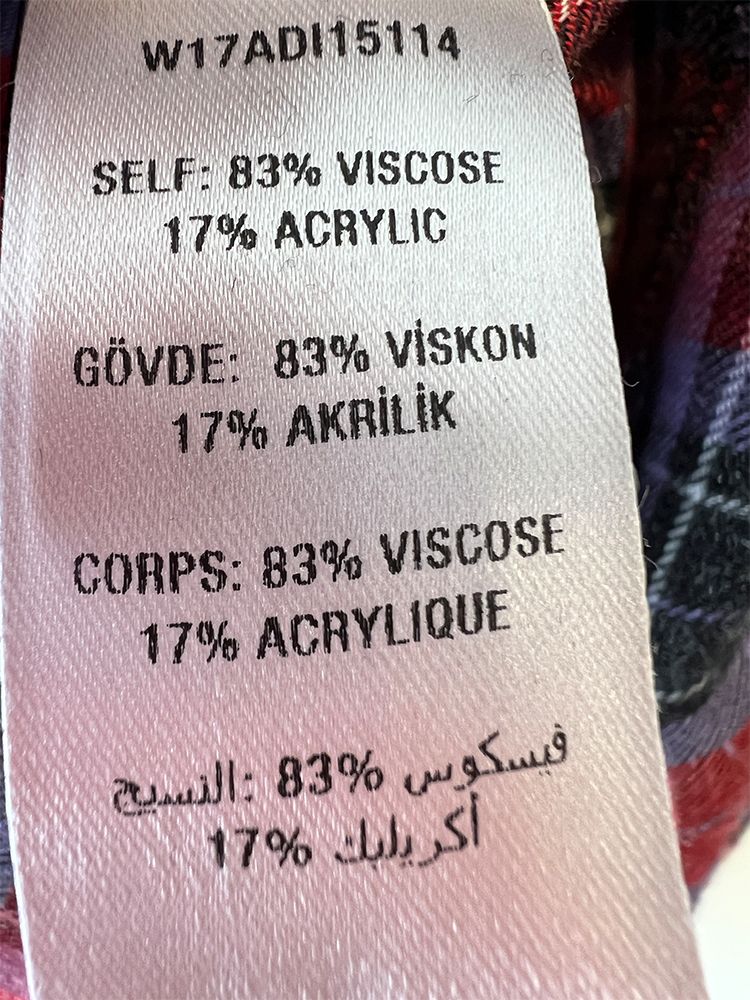 W17ADI15114
SELF: 83% VISCOSE
17% ACRYLIC
GÖVDE: 83% VİSKON
17% AKRİLİK
CORPS: 83% VISCOSE
17% ACRYLIQUE
النسيج: 83% فيسكوس
17% أكريليك